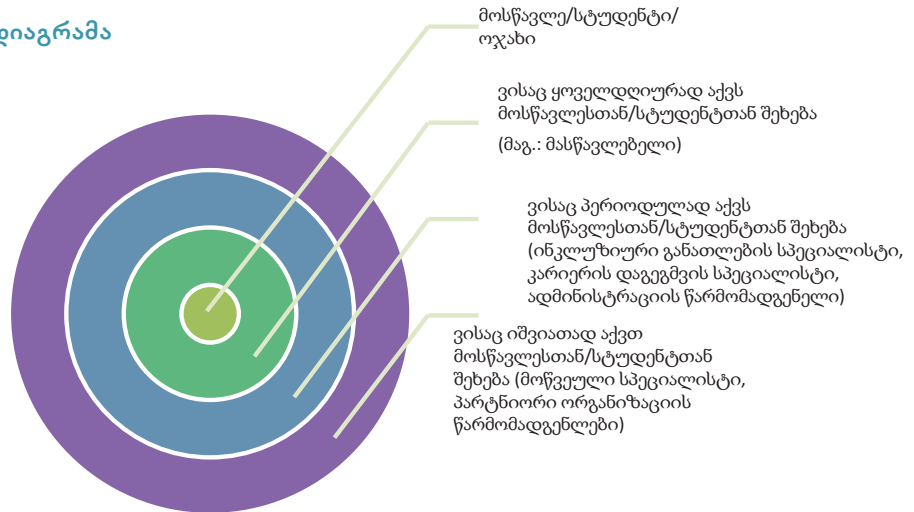 დიაგრამა
მოსწავლე/სტუდენტი/
ოჯახი
ვისაც ყოველდღიურად აქვს
მოსწავლესთან/სტუდენტთან შეხება
(მაგ.: მასწავლებელი)
ვისაც პერიოდულად აქვს
მოსწავლესთან/სტუდენტთან შეხება
(ინკლუზიური განათლების სპეციალისტი,
კარიერის დაგეგმვის სპეციალისტი,
ადმინისტრაციის წარმომადგენელი)
ვისაც იშვიათად აქვთ
მოსწავლესთან/სტუდენტთან
შეხება (მოწვეული სპეციალისტი,
პარტნიორი ორგანიზაციის
წარმომადგენლები)